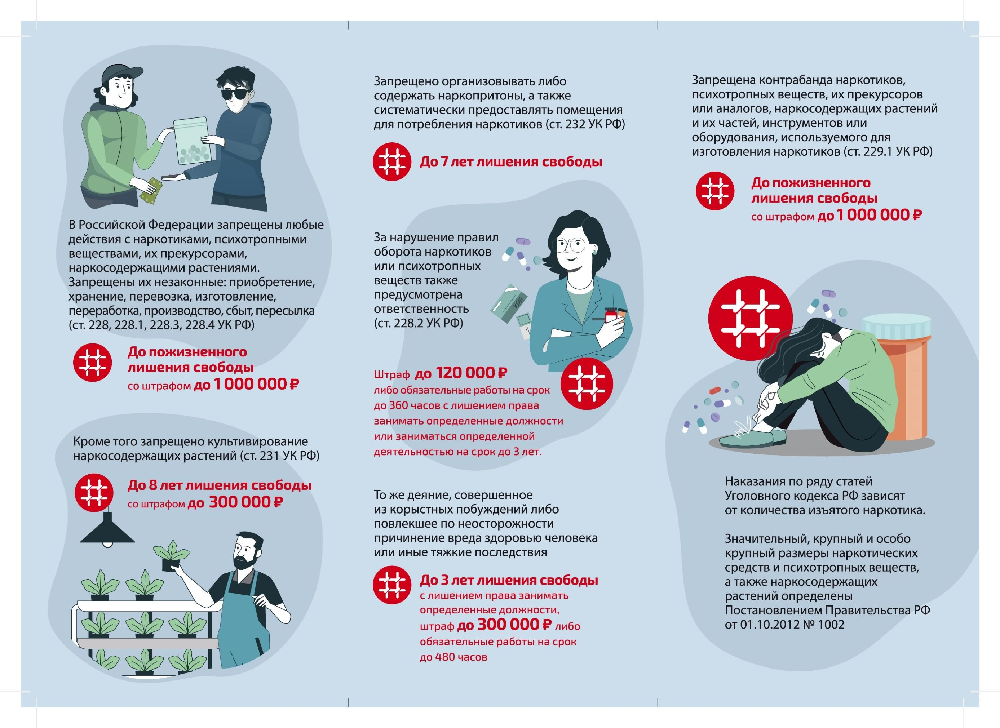 В Российской Федерации запрещены любые
действия с наркотиками, психотропными
веществами, их прекурсорами,
наркосодержащими растениями.
Запрещены их незаконные: приобретение,
хранение, перевозка, изготовление,
переработка, производство, сбыт, пересылка
(ст. 228, 228.1, 228.3, 228.4 УК РФ)
До пожизненного
лишения свободы
со штрафом до 1 000 000 ₽
Кроме того запрещено культивирование
наркосодержащих растений (ст. 231 УК РФ)
До 8 лет лишения свободы
со штрафом до 300 000 ₽
Запрещено организовывать либо
содержать наркопритоны, а также
систематически предоставлять помещения
для потребления наркотиков (ст. 232 УК РФ)
До 7 лет лишения свободы
За нарушение правил
оборота наркотиков
или психотропных
веществ также
предусмотрена
ответственность
(ст. 228.2 УК РФ)
Штраф до 120 000 ₽
либо обязательные работы на срок
до 360 часов с лишением права
занимать определенные должности
или заниматься определенной
деятельностью на срок до 3 лет.
То же деяние, совершенное
из корыстных побуждений либо
повлекшее по неосторожности
причинение вреда здоровью человека
или иные тяжкие последствия
До 3 лет лишения свободы
с лишением права занимать
определенные должности,
штраф до 300 000 ₽ либо
обязательные работы на срок
до 480 часов
Запрещена контрабанда наркотиков,
психотропных веществ, их прекурсоров
или аналогов, наркосодержащих растений
и их частей, инструментов или
оборудования, используемого для
изготовления наркотиков (ст. 229.1 УК РФ)
До пожизненного
лишения свободы
со штрафом до 1 000 000 ₽
Наказания по ряду статей
Уголовного кодекса РФ зависят
от количества изъятого наркотика.
Значительный, крупный и особо
крупный размеры наркотических
средств и психотропных веществ,
а также наркосодержащих
растений определены
Постановлением Правительства РФ
от 01.10.2012 № 1002